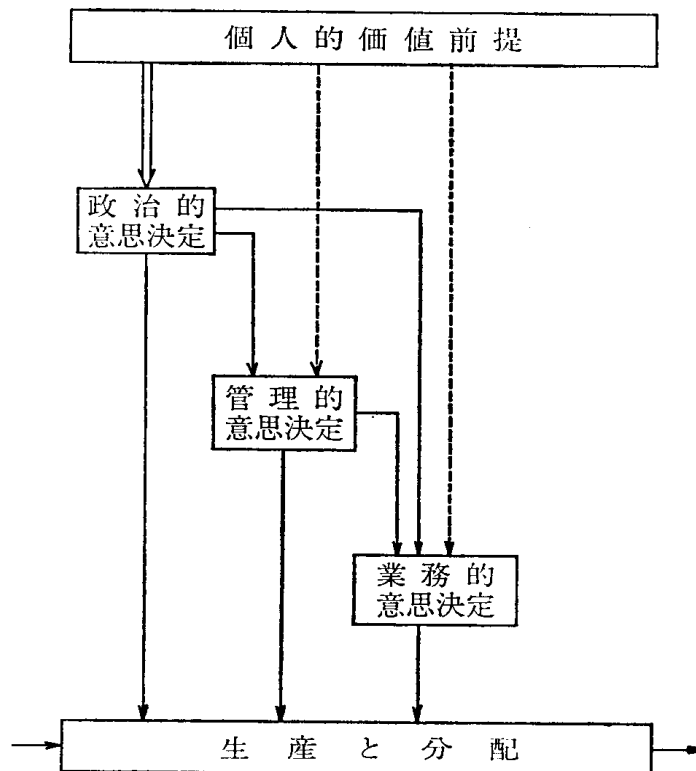 個人的価値前提
政治的
意思決定
管理的
意思決定
業務的
意思決定
生産と分配